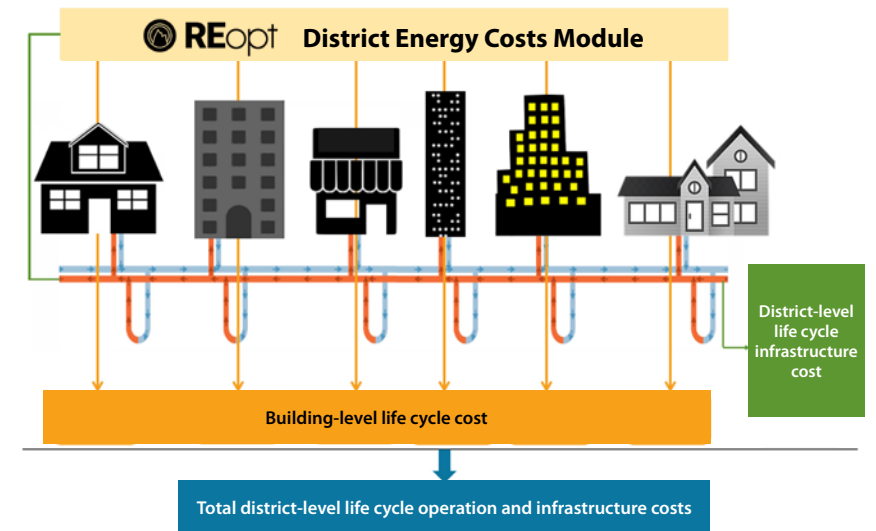 REopt District Energy Costs Module
District-level
life cycle
infrastructure
cost
Building-level life cycle cost
Total district-level life cycle operation and infrastructure costs